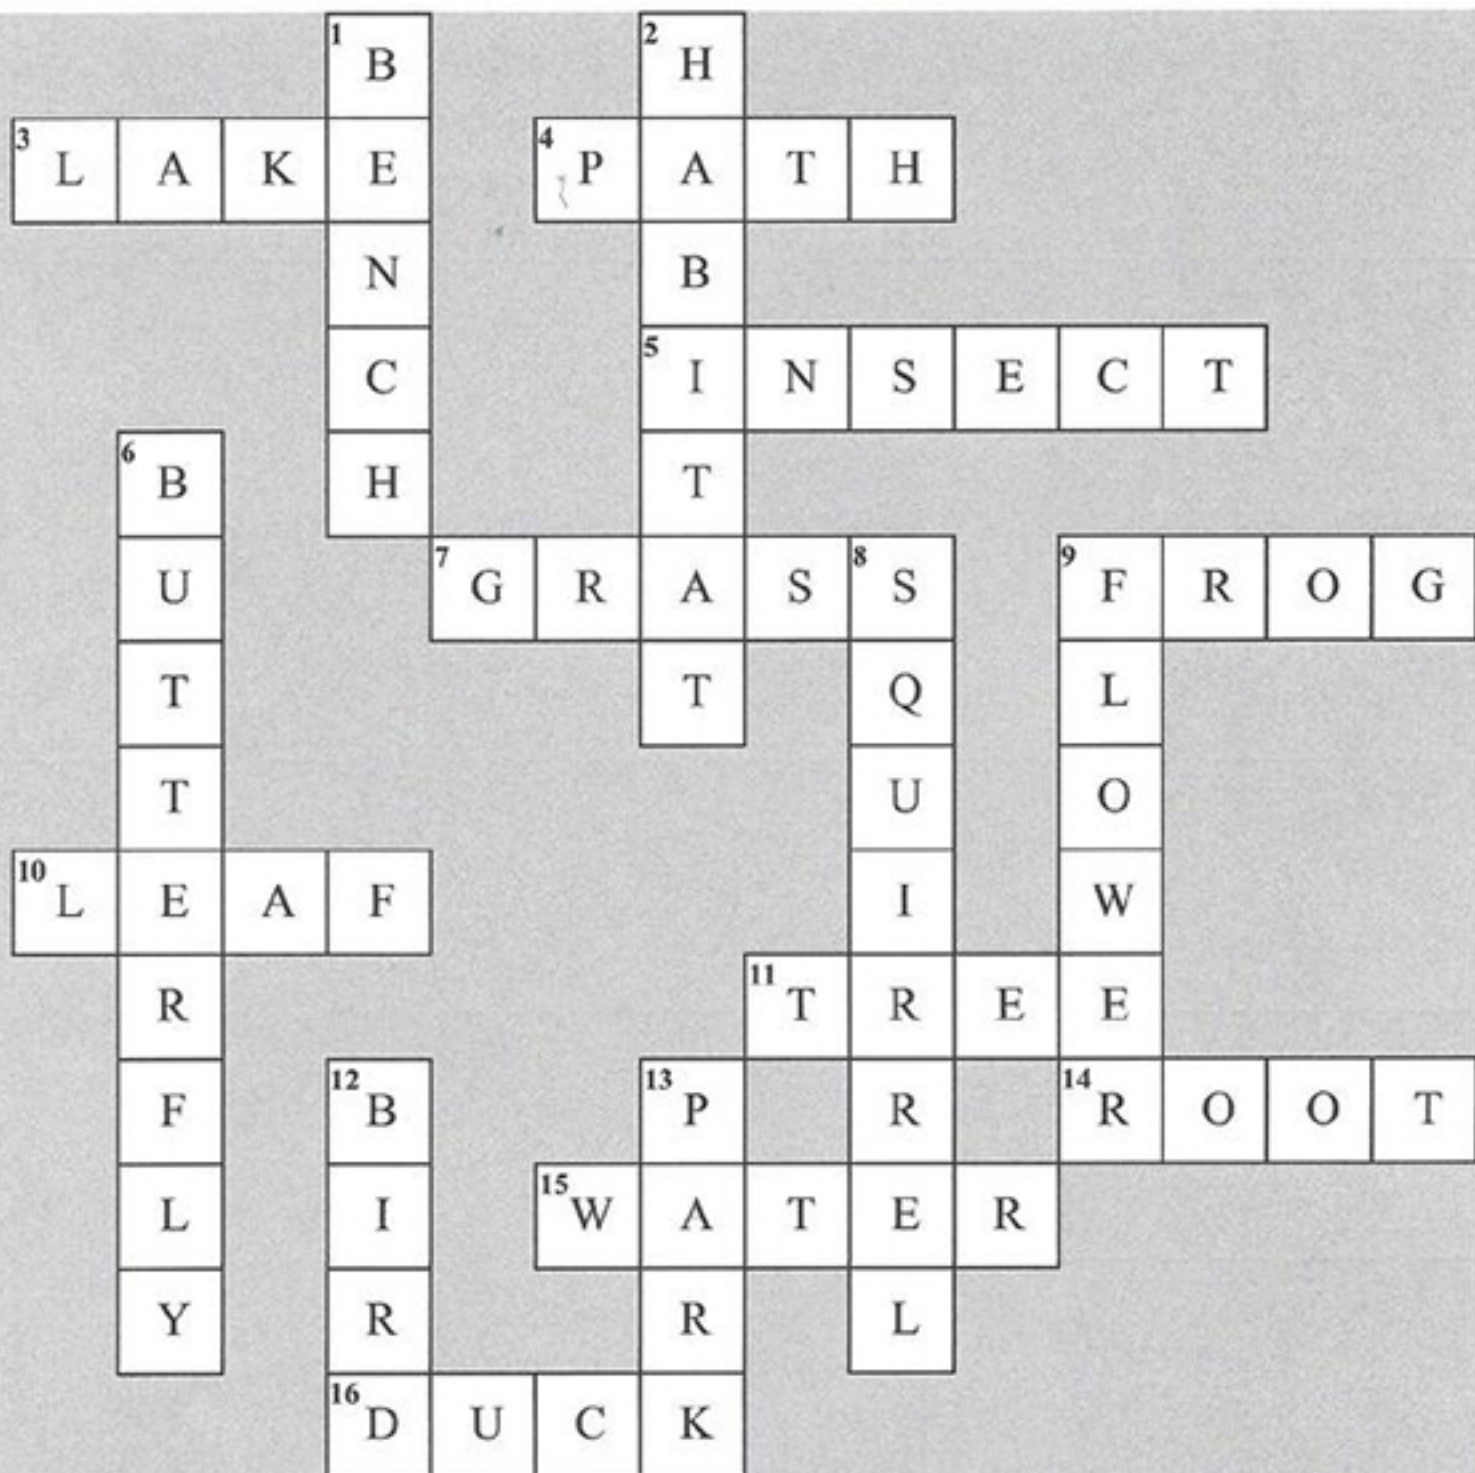 1 B 2 H
3 L A K E 4 P A T H
N B
C 5 I N S E C T
6 B H T
U 7 G R A S 8 S 9 F R O G
T T Q L
T U O
10 L E A F I W
R 11 T R E E
F 12 B 13 P R 14 R O O T
L I 15 W A T E R
Y R R L
16 D U C K